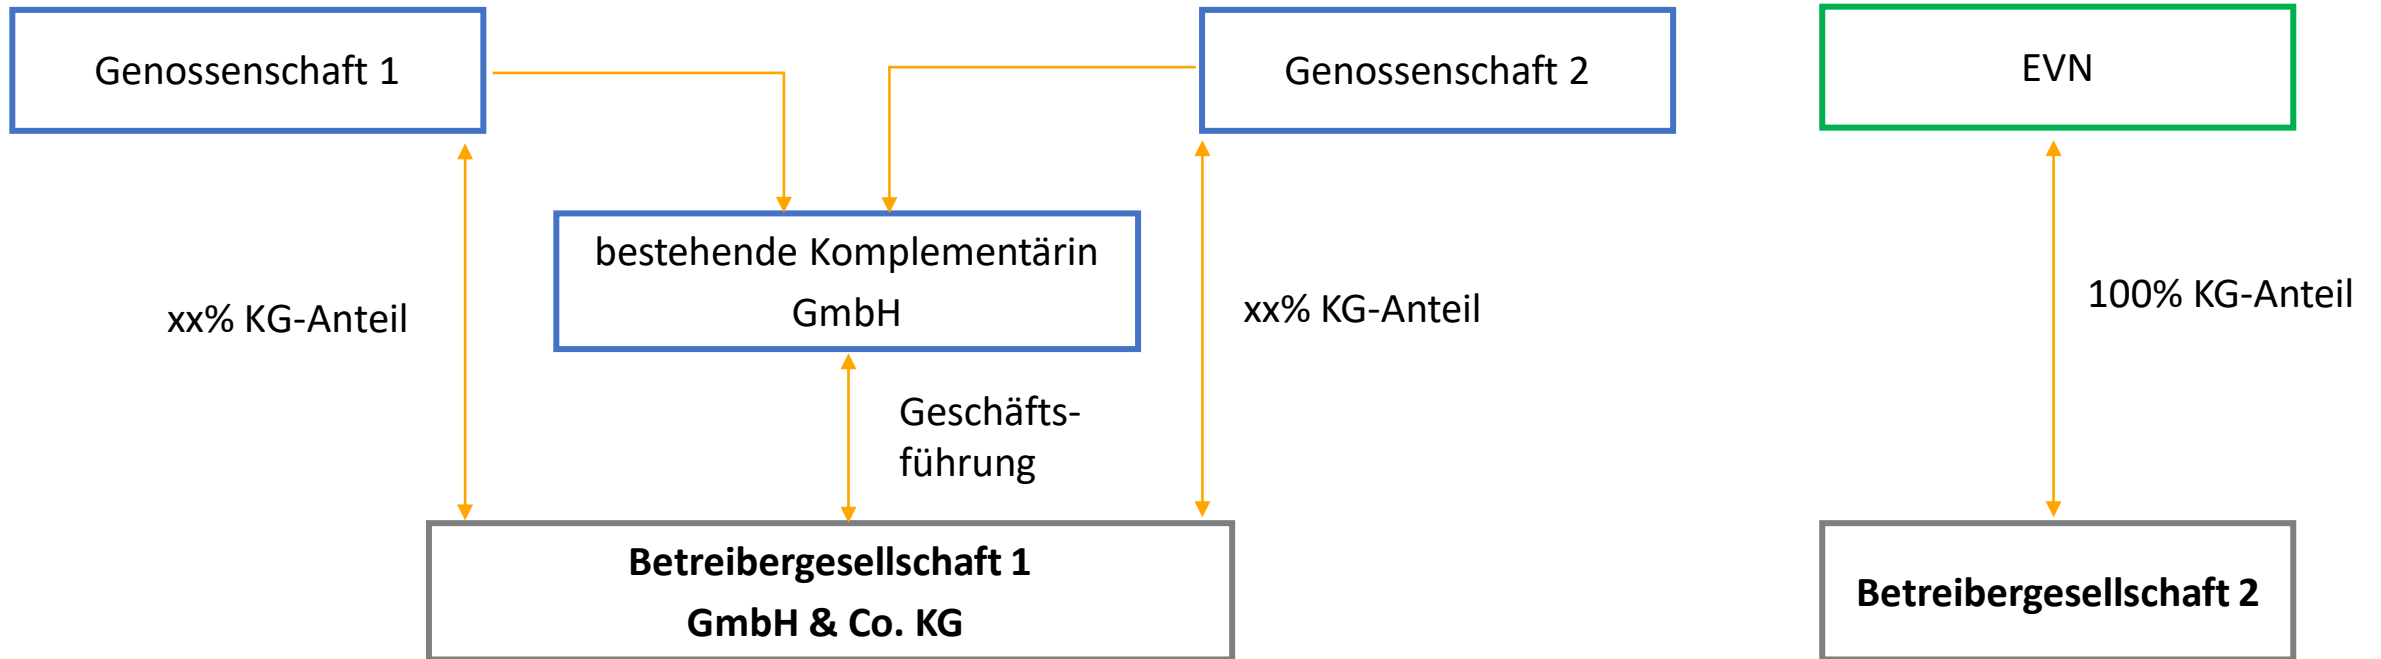 Genossenschaft 1
Genossenschaft 2
EVN
bestehende Komplementärin
GmbH
xx% KG-Anteil
xx% KG-Anteil
100% KG-Anteil
Geschäfts-
führung
Betreibergesellschaft 1
GmbH & Co. KG
Betreibergesellschaft 2